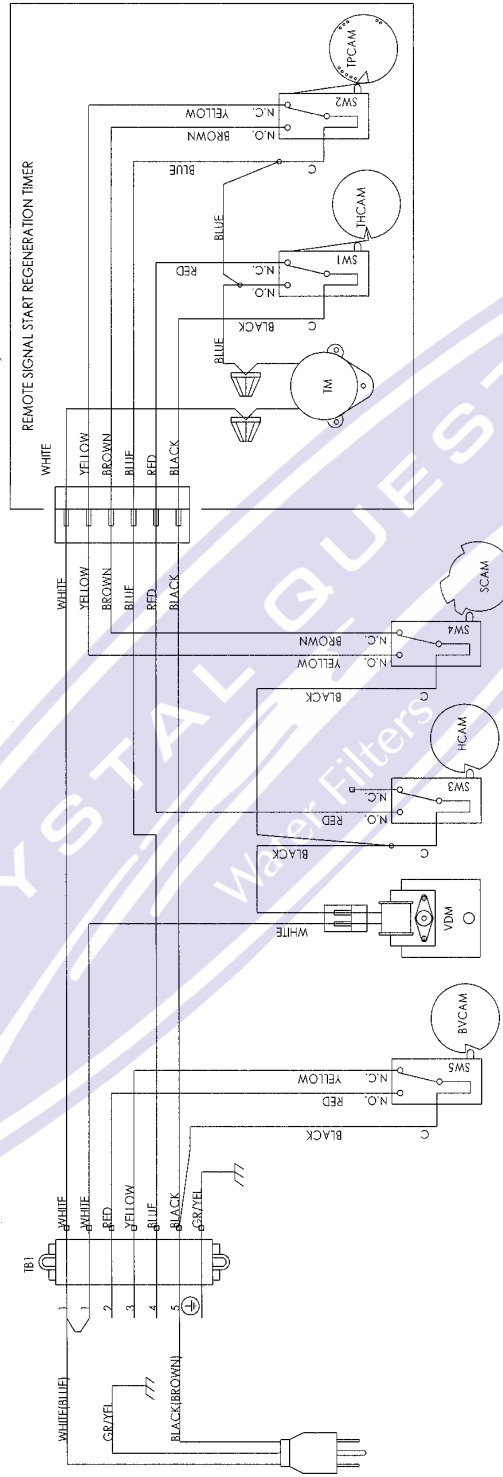 REMOTE SIGNAL START REGENERATION TIMER
WHITE
YELLOW
BROWN
BLUE
RED
BLACK
WHITE
YELLOW
BROWN
BLUE
RED
BLACK
TPCAM
SW2
N.C.
N.O.
C
YELLOW
BROWN
BLUE
BLUE
THCAM
SW1
N.C.
N.O.
C
RED
BLACK
BLUE
TM
SCAM
SW4
N.C.
N.O.
C
BROWN
YELLOW
BLACK
HCAM
SW3
N.C.
N.O.
C
RED
BLACK
VDM
WHITE
BVCAM
SW5
N.C.
N.O.
C
YELLOW
RED
BLACK
TB1
WHITE
WHITE
RED
YELLOW
BLUE
BLACK
GR/YEL
1
1
2
3
4
5
WHITE(BLUE)
GR/YEL
BLACK(BROWN)
YSTAL QUEST
Water Filters